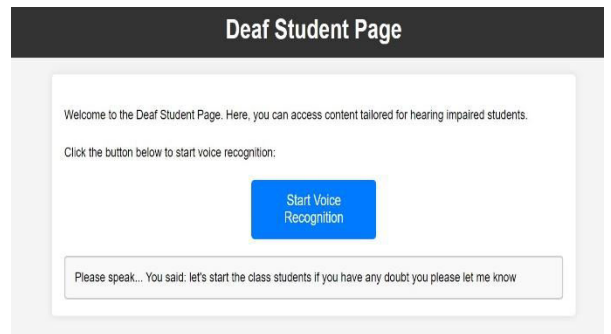 Deaf Student Page
Welcome to the Deaf Student Page. Here, you can access content tailored for hearing impaired students.
Click the button below to start voice recognition:
Start Voice
Recognition
Please speak... You said: let's start the class students if you have any doubt you please let me know